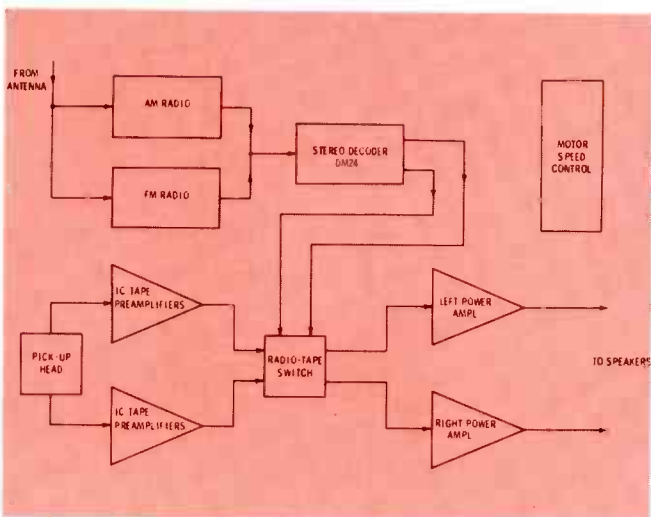 FROM
ANTENNA
AM RADIO
FM RADIO
STEREO DECODER
DM24
MOTOR
SPEED
CONTROL
IC TAPE
PREAMPLIFIERS
PICK-UP
HEAD
IC TAPE
PREAMPLIFIERS
RADIO-TAPE
SWITCH
LEFT POWER
AMPL
RIGHT POWER
AMPL
TO SPEAKERS